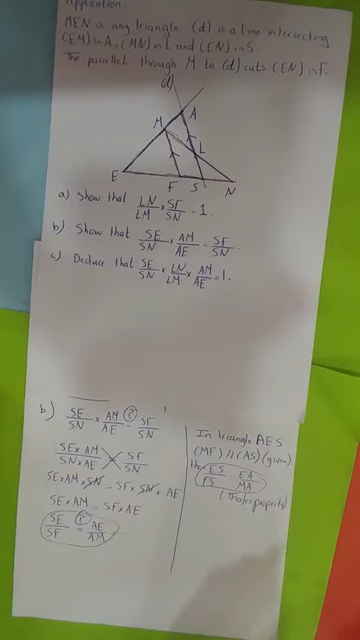 Application.
MEN is any triangle (d) is a line intersecting
(EM) in A, (MN) in L and (EN) in S.
The parallel through M to (d) cuts (EN) in F.
(d)
A
M
L
E
F
S
N
a) Show that LN/LM × SF/SN = 1.
b) Show that SE/SN × AM/AE = SF/SN.
c) Deduce that SE/SN × LN/LM × AM/AE = 1.
b) SE/SN × AM/AE =(?) SF/SN
SE×AM/SN×AE = SF/SN
SE×AM×SN = SF×SN×AE
SE×AM = SF×AE
SE/SF =(?) AE/AM
In triangle AES
(MF) // (AS) (given)
ES/FS = EA/MA
(Thales property)